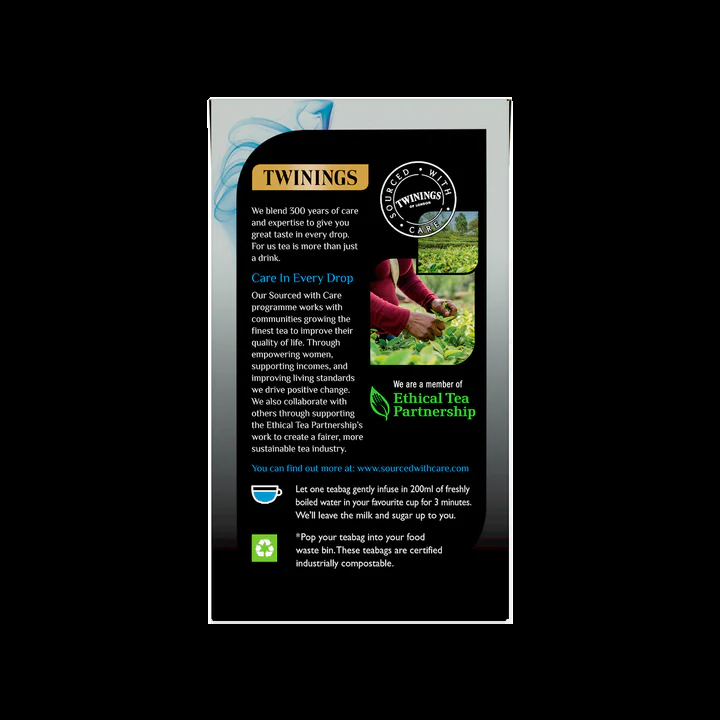 TWININGS
SOURCED • WITH • CARE •
TWININGS
OF LONDON
We blend 300 years of care
and expertise to give you
great taste in every drop.
For us tea is more than just
a drink.
Care In Every Drop
Our Sourced with Care
programme works with
communities growing the
finest tea to improve their
quality of life. Through
empowering women,
supporting incomes, and
improving living standards
we drive positive change.
We also collaborate with
others through supporting
the Ethical Tea Partnership's
work to create a fairer, more
sustainable tea industry.
We are a member of
Ethical Tea
Partnership
You can find out more at: www.sourcedwithcare.com
Let one teabag gently infuse in 200ml of freshly
boiled water in your favourite cup for 3 minutes.
We'll leave the milk and sugar up to you.
*Pop your teabag into your food
waste bin. These teabags are certified
industrially compostable.